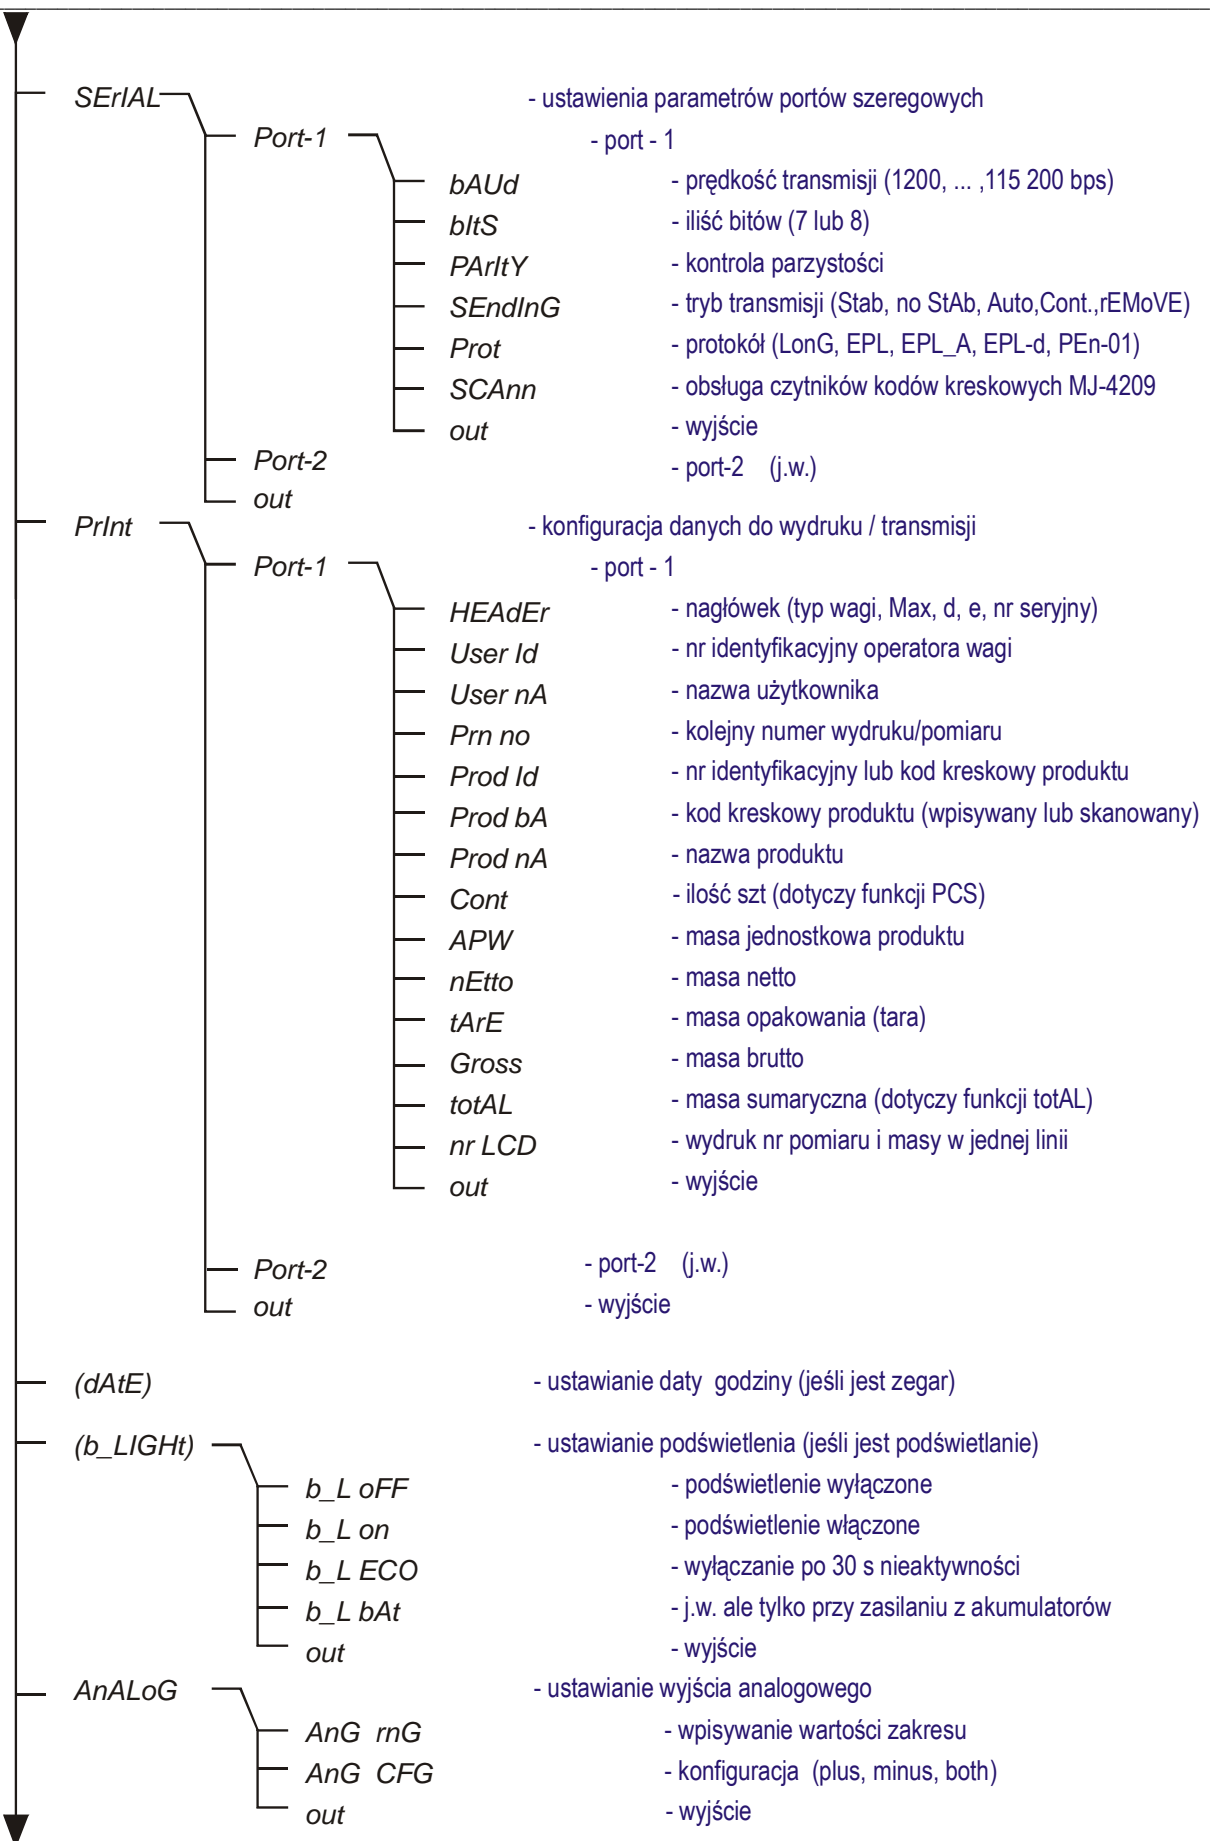 SErIAL - ustawienia parametrów portów szeregowych
Port-1 - port - 1
bAUd - prędkość transmisji (1200, ... ,115 200 bps)
bItS - iliść bitów (7 lub 8)
PArItY - kontrola parzystości
SEndInG - tryb transmisji (Stab, no StAb, Auto,Cont.,rEMoVE)
Prot - protokół (LonG, EPL, EPL_A, EPL-d, PEn-01)
SCAnn - obsługa czytników kodów kreskowych MJ-4209
out - wyjście
Port-2 - port-2 (j.w.)
out
PrInt - konfiguracja danych do wydruku / transmisji
Port-1 - port - 1
HEAdEr - nagłówek (typ wagi, Max, d, e, nr seryjny)
User Id - nr identyfikacyjny operatora wagi
User nA - nazwa użytkownika
Prn no - kolejny numer wydruku/pomiaru
Prod Id - nr identyfikacyjny lub kod kreskowy produktu
Prod bA - kod kreskowy produktu (wpisywany lub skanowany)
Prod nA - nazwa produktu
Cont - ilość szt (dotyczy funkcji PCS)
APW - masa jednostkowa produktu
nEtto - masa netto
tArE - masa opakowania (tara)
Gross - masa brutto
totAL - masa sumaryczna (dotyczy funkcji totAL)
nr LCD - wydruk nr pomiaru i masy w jednej linii
out - wyjście
Port-2 - port-2 (j.w.)
out - wyjście
(dAtE) - ustawianie daty godziny (jeśli jest zegar)
(b_LIGHt) - ustawianie podświetlenia (jeśli jest podświetlanie)
b_L oFF - podświetlenie wyłączone
b_L on - podświetlenie włączone
b_L ECO - wyłączanie po 30 s nieaktywności
b_L bAt - j.w. ale tylko przy zasilaniu z akumulatorów
out - wyjście
AnALoG - ustawianie wyjścia analogowego
AnG rnG - wpisywanie wartości zakresu
AnG CFG - konfiguracja (plus, minus, both)
out - wyjście